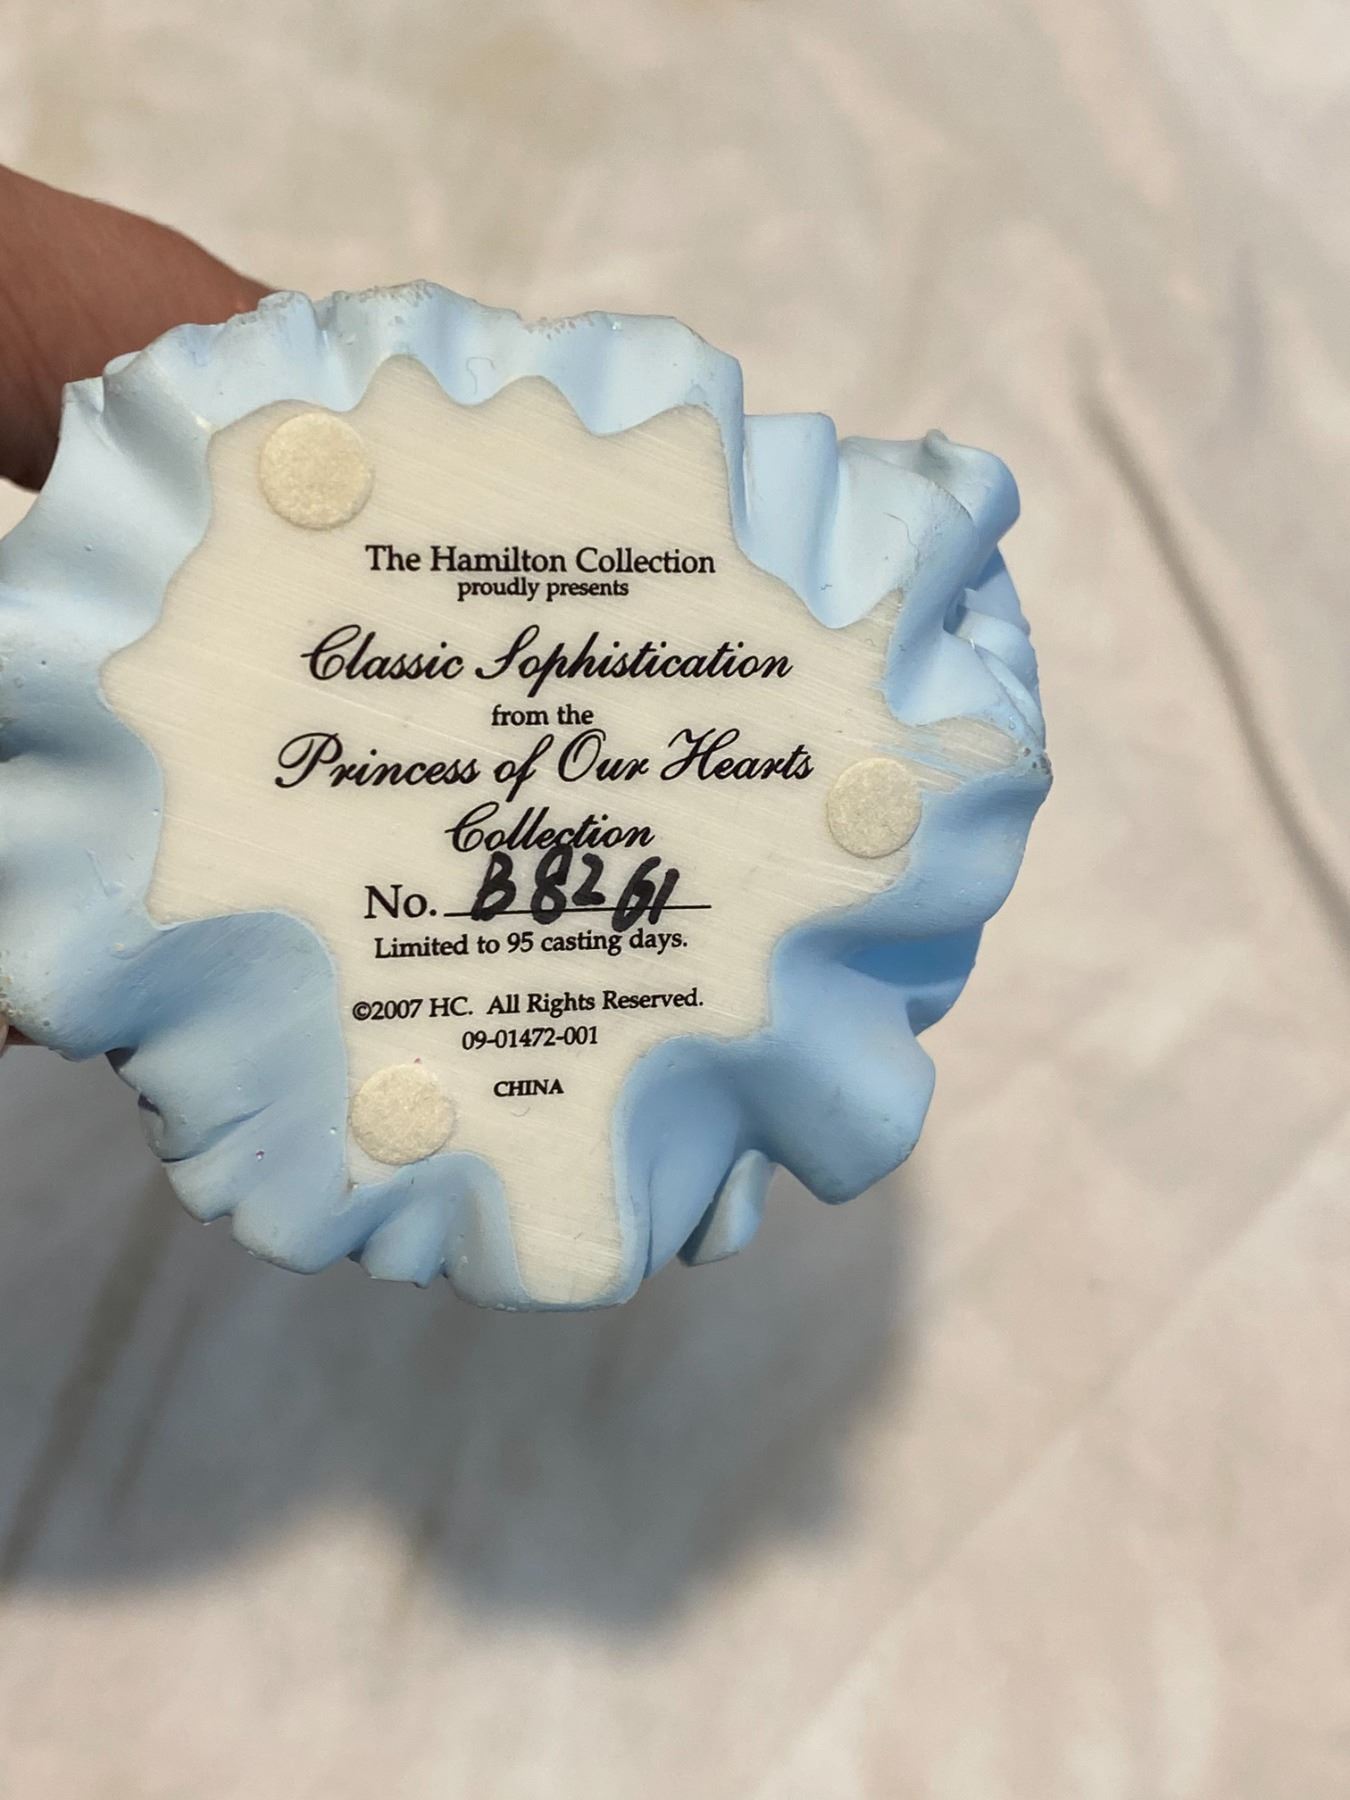 The Hamilton Collection
proudly presents
Classic Sophistication
from the
Princess of Our Hearts
Collection
No. B8261
Limited to 95 casting days.
©2007 HC. All Rights Reserved.
09-01472-001
CHINA